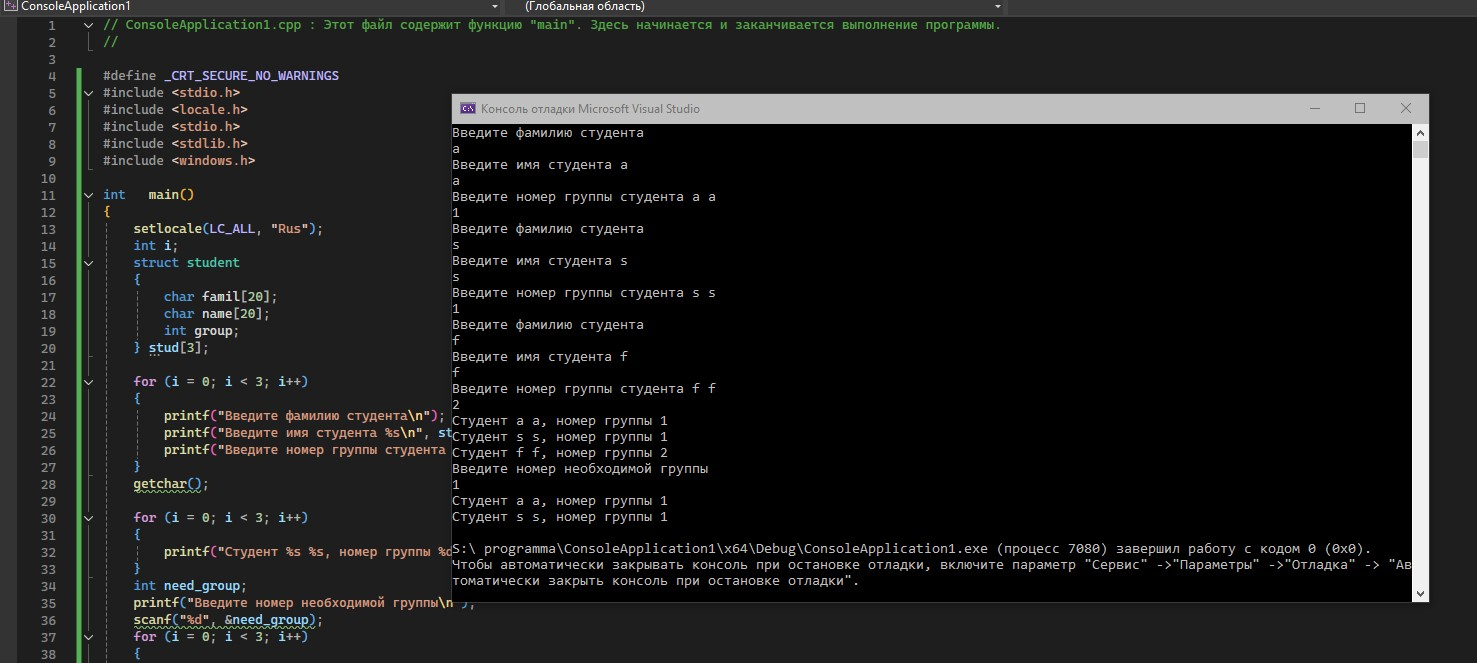 ConsoleApplication1 (Глобальная область)
1 // ConsoleApplication1.cpp : Этот файл содержит функцию "main". Здесь начинается и заканчивается выполнение программы.
2 //
3
4 #define _CRT_SECURE_NO_WARNINGS
5 #include <stdio.h>
6 #include <locale.h>
7 #include <stdio.h>
8 #include <stdlib.h>
9 #include <windows.h>
10
11 int main()
12 {
13 setlocale(LC_ALL, "Rus");
14 int i;
15 struct student
16 {
17 char famil[20];
18 char name[20];
19 int group;
20 } stud[3];
21
22 for (i = 0; i < 3; i++)
23 {
24 printf("Введите фамилию студента\n");
25 printf("Введите имя студента %s\n", st
26 printf("Введите номер группы студента
27 }
28 getchar();
29
30 for (i = 0; i < 3; i++)
31 {
32 printf("Студент %s %s, номер группы %d
33 }
34 int need_group;
35 printf("Введите номер необходимой группы\n");
36 scanf("%d", &need_group);
37 for (i = 0; i < 3; i++)
38 {
Консоль отладки Microsoft Visual Studio
Введите фамилию студента
a
Введите имя студента a
a
Введите номер группы студента a a
1
Введите фамилию студента
s
Введите имя студента s
s
Введите номер группы студента s s
1
Введите фамилию студента
f
Введите имя студента f
f
Введите номер группы студента f f
2
Студент a a, номер группы 1
Студент s s, номер группы 1
Студент f f, номер группы 2
Введите номер необходимой группы
1
Студент a a, номер группы 1
Студент s s, номер группы 1
S:\ programma\ConsoleApplication1\x64\Debug\ConsoleApplication1.exe (процесс 7080) завершил работу с кодом 0 (0x0).
Чтобы автоматически закрывать консоль при остановке отладки, включите параметр "Сервис" ->"Параметры" ->"Отладка" -> "Ав
томатически закрыть консоль при остановке отладки".